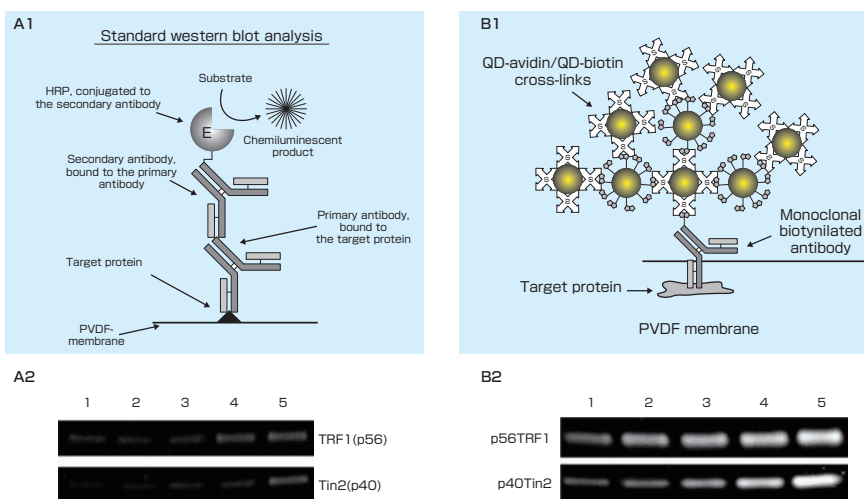 A1
Standard western blot analysis
HRP, conjugated to
the secondary antibody
Substrate
E
Chemiluminescent
product
Secondary antibody,
bound to the primary
antibody
Primary antibody,
bound to
the target protein
Target protein
PVDF-
membrane
B1
QD-avidin/QD-biotin
cross-links
S S S S
S S S S
S S S S
S S S S
S S S S
S S S S
Monoclonal
biotynilated
antibody
Target protein
PVDF membrane
A2
1 2 3 4 5
TRF1(p56)
Tin2(p40)
B2
1 2 3 4 5
p56TRF1
p40Tin2